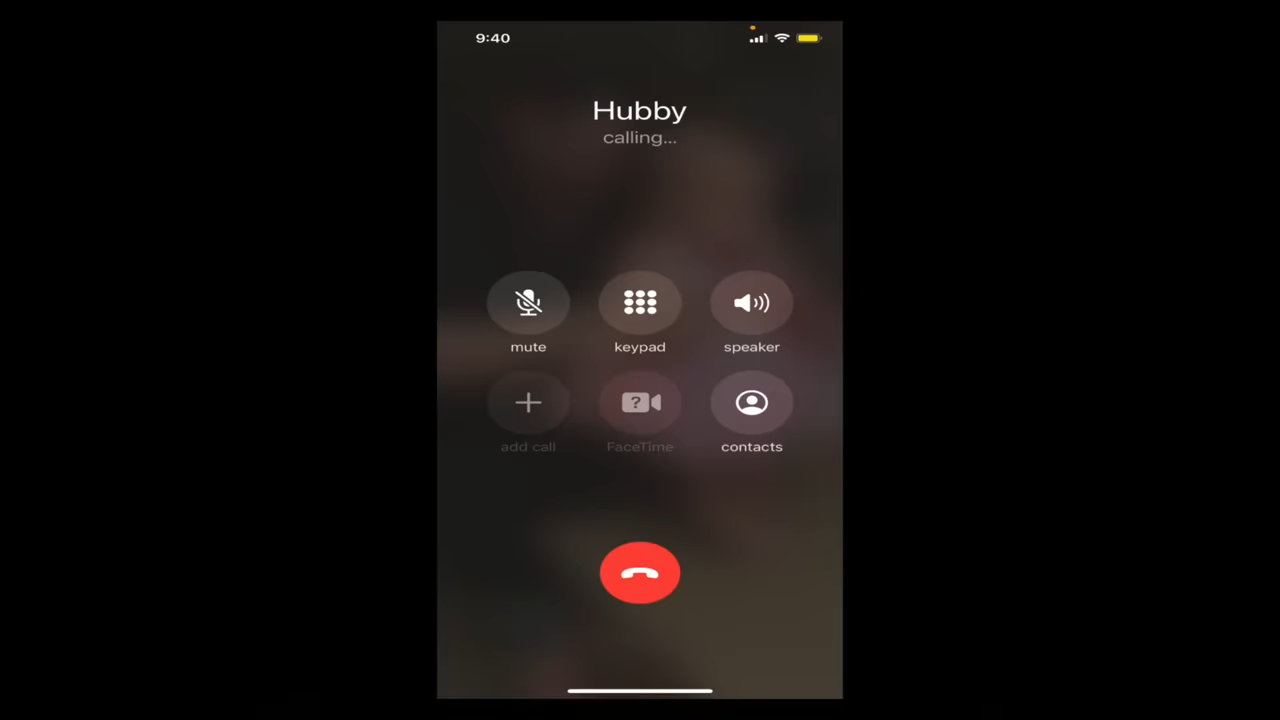 9:40
Hubby
calling...
mute
keypad
speaker
?
add call
FaceTime
contacts